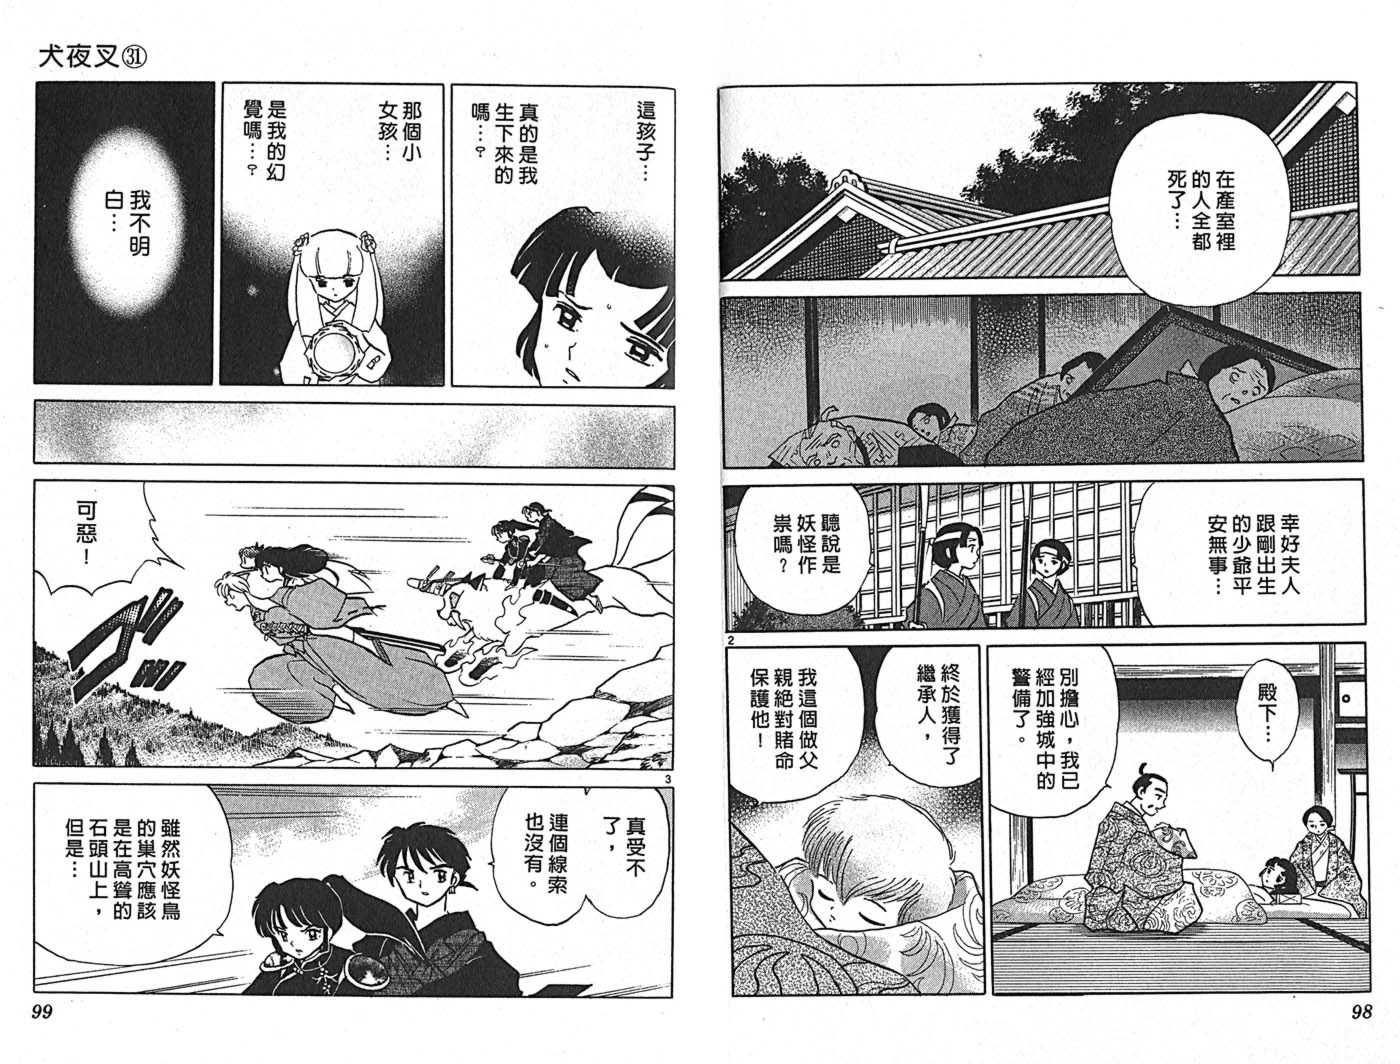 犬夜叉㉛
在產室裡
的人全都
死了…
幸好夫人
跟剛出生
的少爺平
安無事…
聽說是
妖怪作
祟嗎？
2
殿下…
別擔心，我已
經加強城中的
警備了。
終於獲得了
繼承人，
我這個做父
親絕對賭命
保護他！
98
這孩子…
真的是我
生下來的
嗎…？
那個小
女孩…
是我的幻
覺嗎…？
我不明
白…
可惡！
3
真受不
了，
連個線索
也沒有。
雖然妖怪鳥
的巢穴應該
是在高聳的
石頭山上，
但是…
99